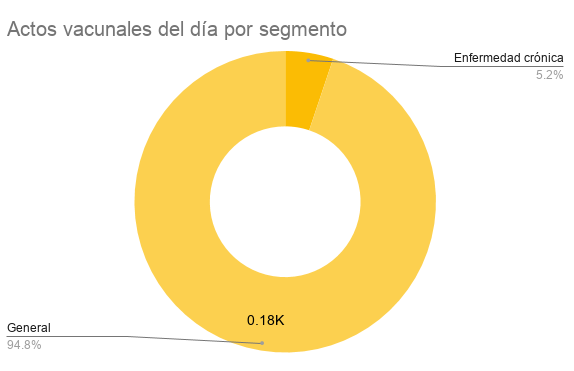 Actos vacunales del día por segmento
Enfermedad crónica
5.2%
0.18K
General
94.8%